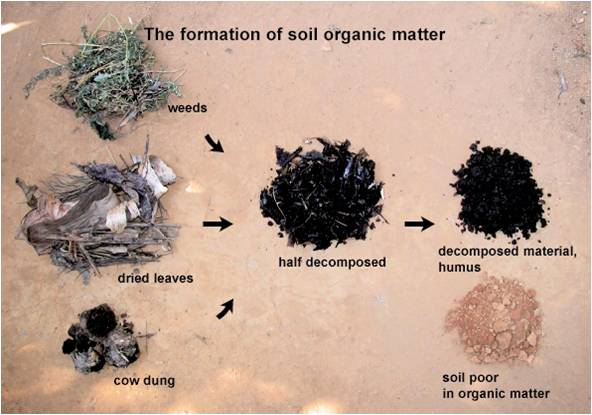 The formation of soil organic matter
weeds
dried leaves
half decomposed
decomposed material,
humus
cow dung
soil poor
in organic matter